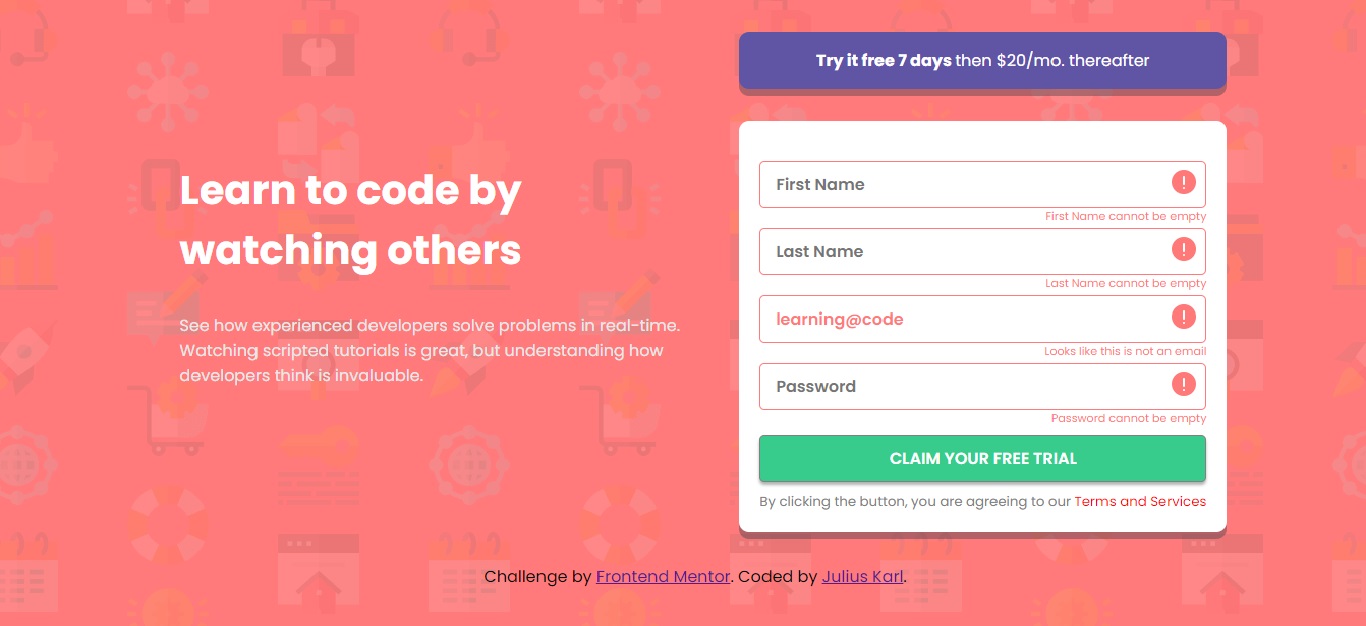 Try it free 7 days then $20/mo. thereafter
Learn to code by
watching others
See how experienced developers solve problems in real-time.
Watching scripted tutorials is great, but understanding how
developers think is invaluable.
First Name
First Name cannot be empty
Last Name
Last Name cannot be empty
learning@code
Looks like this is not an email
Password
Password cannot be empty
CLAIM YOUR FREE TRIAL
By clicking the button, you are agreeing to our Terms and Services
Challenge by Frontend Mentor. Coded by Julius Karl.